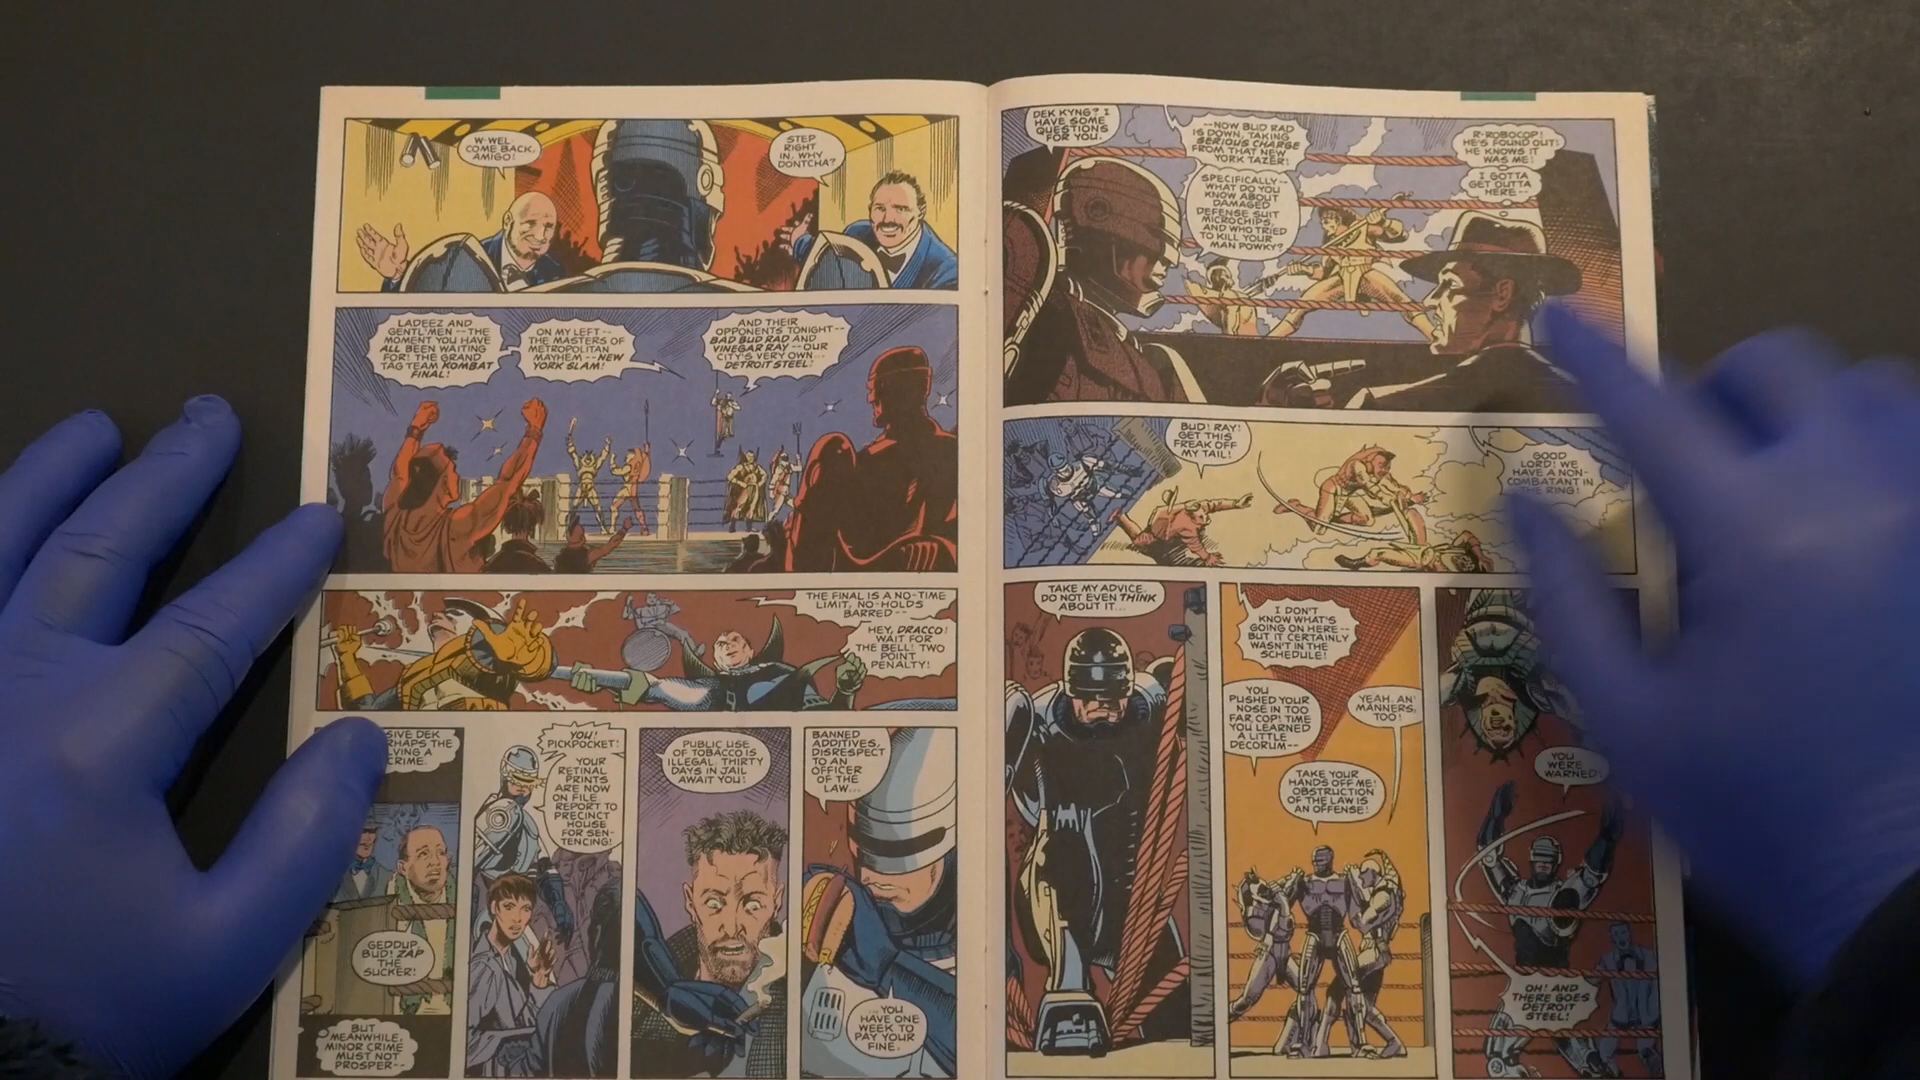 W-WEL-
COME BACK,
AMIGO!
STEP
RIGHT
IN, WHY
DONTCHA?
LADEEZ AND
GENTL'MEN--THE
MOMENT YOU HAVE
ALL BEEN WAITING
FOR! THE GRAND
TAG TEAM KOMBAT
FINAL!
ON MY LEFT--
THE MASTERS OF
METROPOLITAN
MAYHEM--NEW
YORK SLAM!
AND THEIR
OPPONENTS TONIGHT--
BAD BUD RAD AND
VINEGAR RAY--OUR
CITY'S VERY OWN...
DETROIT STEEL!
THE FINAL IS A NO-TIME
LIMIT, NO-HOLDS
BARRED--
HEY, DRACCO!
WAIT FOR
THE BELL! TWO
POINT
PENALTY!
SIVE DEK
RHAPS THE
LVING A
CRIME.
GEDDUP,
BUD! ZAP
THE
SUCKER!
BUT
MEANWHILE,
MINOR CRIME
MUST NOT
PROSPER--
YOU!
PICKPOCKET!
YOUR
RETINAL
PRINTS
ARE NOW
ON FILE.
REPORT TO
PRECINCT
HOUSE
FOR SEN-
TENCING!
PUBLIC USE
OF TOBACCO IS
ILLEGAL. THIRTY
DAYS IN JAIL
AWAIT YOU!
BANNED
ADDITIVES,
DISRESPECT
TO AN
OFFICER
OF THE
LAW...
...YOU
HAVE ONE
WEEK TO
PAY YOUR
FINE.
DEK KYNG? I
HAVE SOME
QUESTIONS
FOR YOU.
--NOW BUD RAD
IS DOWN, TAKING
SERIOUS CHARGE
FROM THAT NEW
YORK TAZER!
SPECIFICALLY--
WHAT DO YOU
KNOW ABOUT
DAMAGED
DEFENSE SUIT
MICROCHIPS,
AND WHO TRIED
TO KILL YOUR
MAN POWKY?
R-ROBOCOP!
HE'S FOUND OUT!
HE KNOWS IT
WAS ME!
I GOTTA
GET OUTTA
HERE--
BUD! RAY!
GET THIS
FREAK OFF
MY TAIL!
GOOD
LORD! WE
HAVE A NON-
COMBATANT IN
THE RING!
TAKE MY ADVICE.
DO NOT EVEN THINK
ABOUT IT...
I DON'T
KNOW WHAT'S
GOING ON HERE--
BUT IT CERTAINLY
WASN'T IN THE
SCHEDULE!
YOU
PUSHED YOUR
NOSE IN TOO
FAR, COP! TIME
YOU LEARNED
A LITTLE
DECORUM--
YEAH. AN'
MANNERS,
TOO!
TAKE YOUR
HANDS OFF ME!
OBSTRUCTION
OF THE LAW IS
AN OFFENSE!
YOU
WERE
WARNED!
OH! AND
THERE GOES
DETROIT
STEEL!